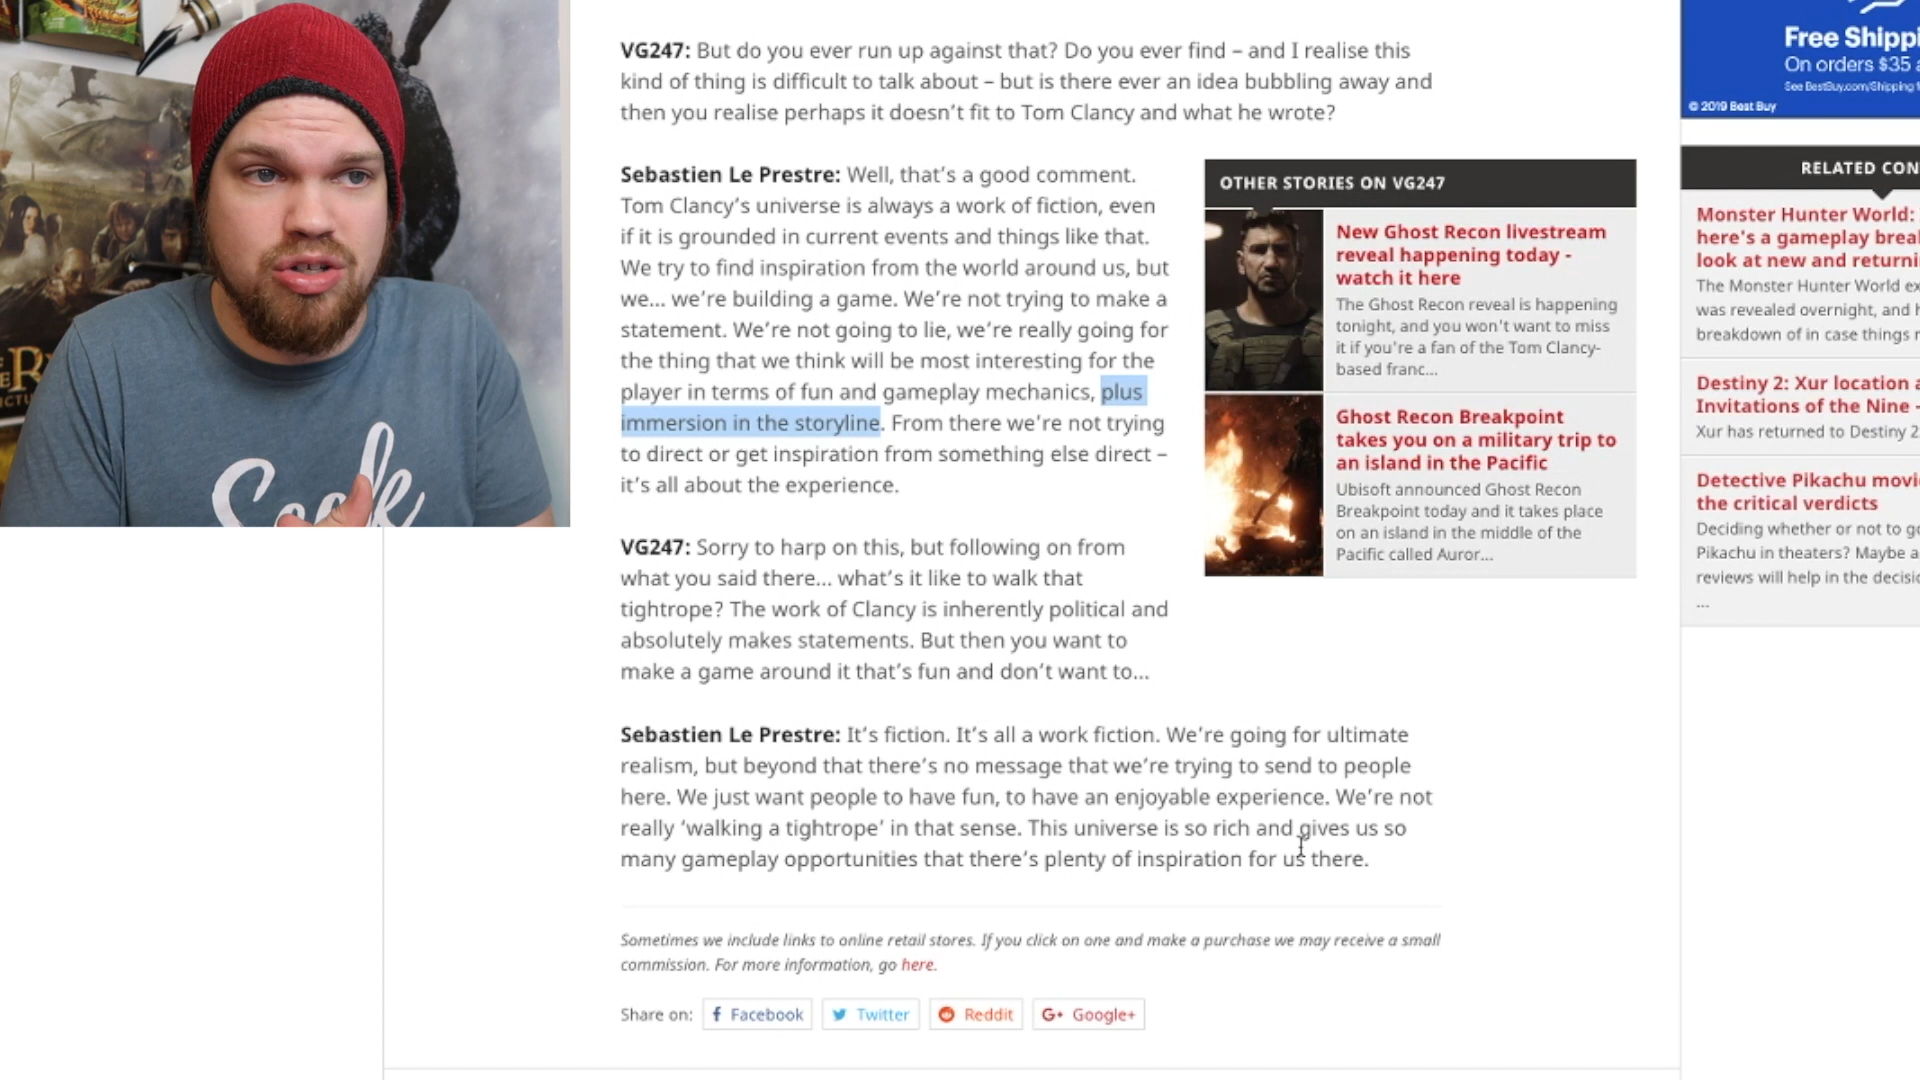 VG247: But do you ever run up against that? Do you ever find – and I realise this
kind of thing is difficult to talk about – but is there ever an idea bubbling away and
then you realise perhaps it doesn't fit to Tom Clancy and what he wrote?
Sebastien Le Prestre: Well, that's a good comment.
Tom Clancy's universe is always a work of fiction, even
if it is grounded in current events and things like that.
We try to find inspiration from the world around us, but
we... we're building a game. We're not trying to make a
statement. We're not going to lie, we're really going for
the thing that we think will be most interesting for the
player in terms of fun and gameplay mechanics, plus
immersion in the storyline. From there we're not trying
to direct or get inspiration from something else direct –
it's all about the experience.
VG247: Sorry to harp on this, but following on from
what you said there... what's it like to walk that
tightrope? The work of Clancy is inherently political and
absolutely makes statements. But then you want to
make a game around it that's fun and don't want to...
Sebastien Le Prestre: It's fiction. It's all a work fiction. We're going for ultimate
realism, but beyond that there's no message that we're trying to send to people
here. We just want people to have fun, to have an enjoyable experience. We're not
really 'walking a tightrope' in that sense. This universe is so rich and gives us so
many gameplay opportunities that there's plenty of inspiration for us there.
Sometimes we include links to online retail stores. If you click on one and make a purchase we may receive a small
commission. For more information, go here.
Share on: Facebook Twitter Reddit G+ Google+
OTHER STORIES ON VG247
New Ghost Recon livestream
reveal happening today -
watch it here
The Ghost Recon reveal is happening
tonight, and you won't want to miss
it if you're a fan of the Tom Clancy-
based franc...
Ghost Recon Breakpoint
takes you on a military trip to
an island in the Pacific
Ubisoft announced Ghost Recon
Breakpoint today and it takes place
on an island in the middle of the
Pacific called Auror...
Free Shippi
On orders $35 a
See BestBuy.com/Shipping f
© 2019 Best Buy
RELATED CON
Monster Hunter World:
here's a gameplay brea
look at new and returni
The Monster Hunter World ex
was revealed overnight, and h
breakdown of in case things r
Destiny 2: Xur location a
Invitations of the Nine -
Xur has returned to Destiny 2
Detective Pikachu movi
the critical verdicts
Deciding whether or not to go
Pikachu in theaters? Maybe a
reviews will help in the decisio
...
Seek